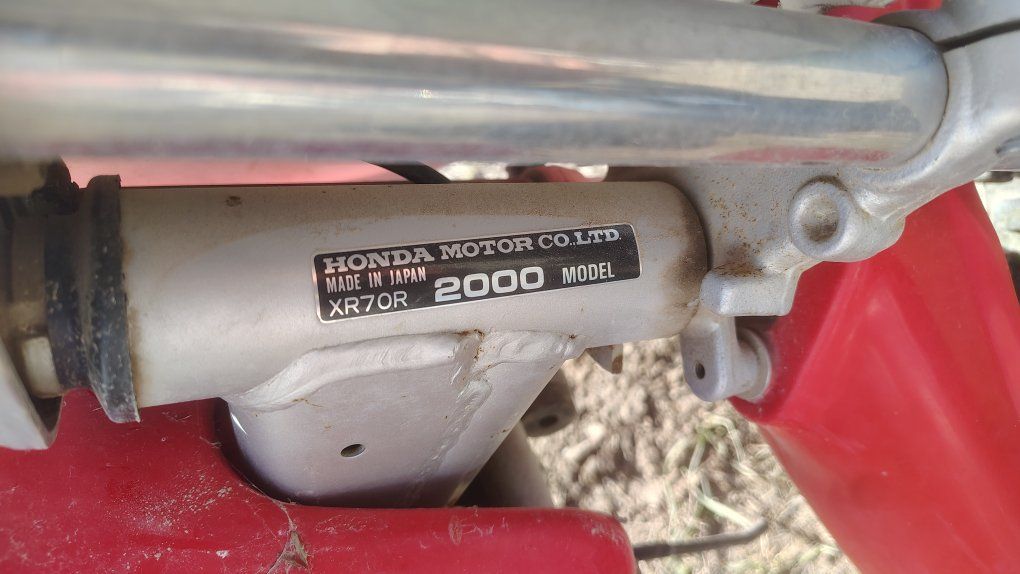 HONDA MOTOR CO.,LTD.
MADE IN JAPAN
XR70R 2000 MODEL